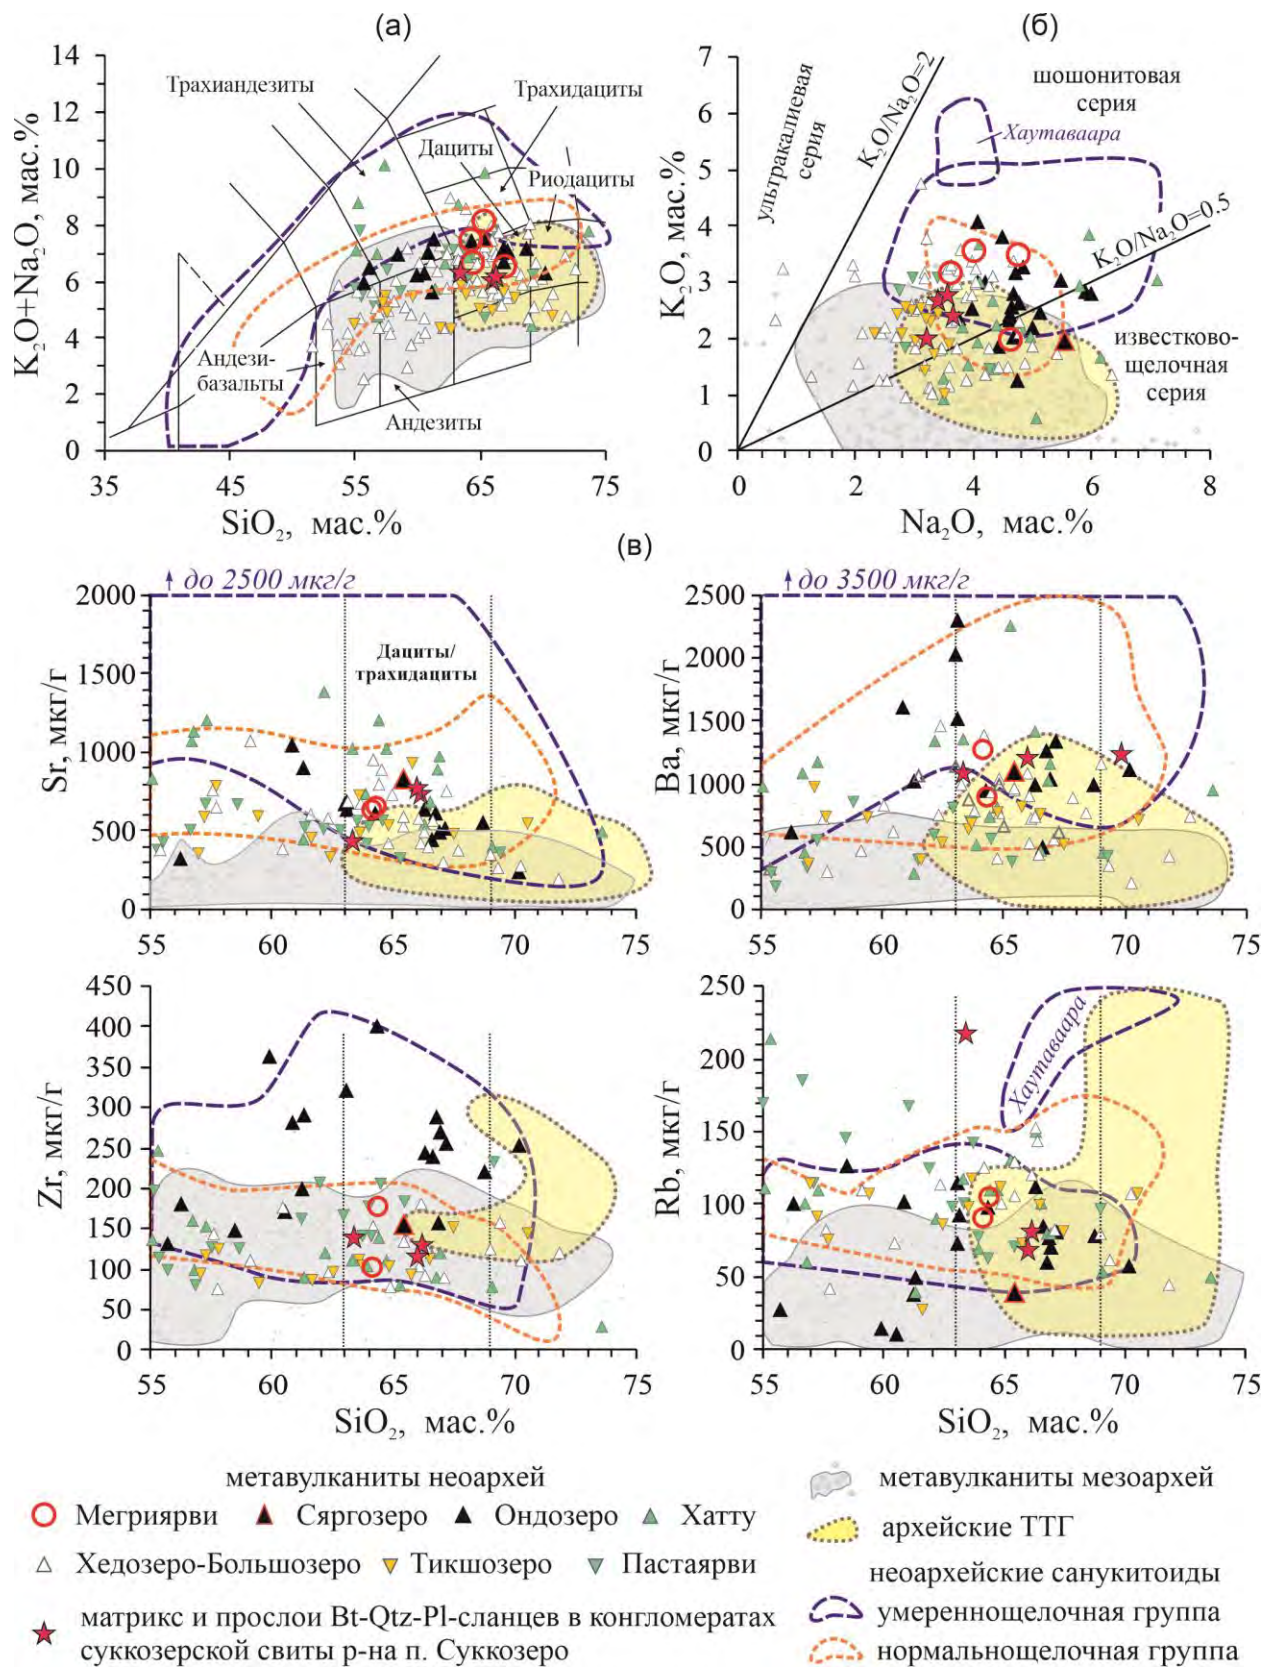 (а)
K₂O+Na₂O, мас.%
14
12
10
8
6
4
2
0
Трахиандезиты
Трахидациты
Дациты
Риодациты
Андези-
базальты
Андезиты
35
45
55
65
75
SiO₂, мас.%
(б)
K₂O, мас.%
7
6
5
4
3
2
1
0
ультракалиевая
серия
K₂O/Na₂O=2
шошонитовая
серия
Хаутаваара
K₂O/Na₂O=0.5
известково-
щелочная
серия
0
2
4
6
8
Na₂O, мас.%
(в)
до 2500 мкг/г
Sr, мкг/г
2000
1500
1000
500
0
Дациты/
трахидациты
55
60
65
70
75
до 3500 мкг/г
Ba, мкг/г
2500
2000
1500
1000
500
0
55
60
65
70
75
Zr, мкг/г
450
400
350
300
250
200
150
100
50
0
55
60
65
70
75
SiO₂, мас.%
Rb, мкг/г
250
200
150
100
50
0
Хаутаваара
55
60
65
70
75
SiO₂, мас.%
метавулканиты неоархей
Мегриярви Сяргозеро Ондозеро Хатту
Хедозеро-Большозеро Тикшозеро Пастаярви
матрикс и прослои Bt-Qtz-Pl-сланцев в конгломератах
суккозерской свиты р-на п. Суккозеро
метавулканиты мезоархей
архейские ТТГ
неоархейские санукитоиды
умереннощелочная группа
нормальнощелочная группа